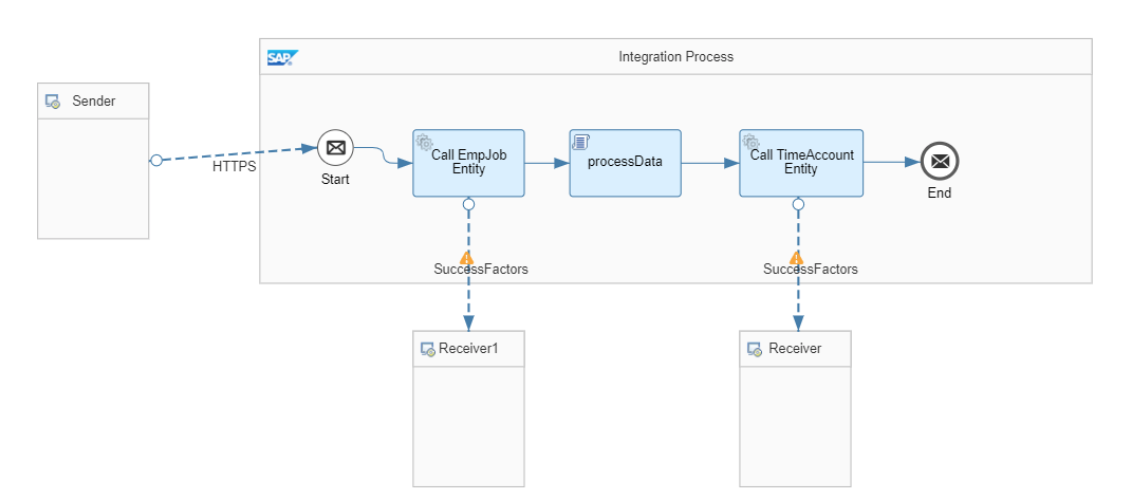 SAP
Integration Process
Sender
HTTPS
Start
Call EmpJob
Entity
processData
Call TimeAccount
Entity
End
SuccessFactors
SuccessFactors
Receiver1
Receiver